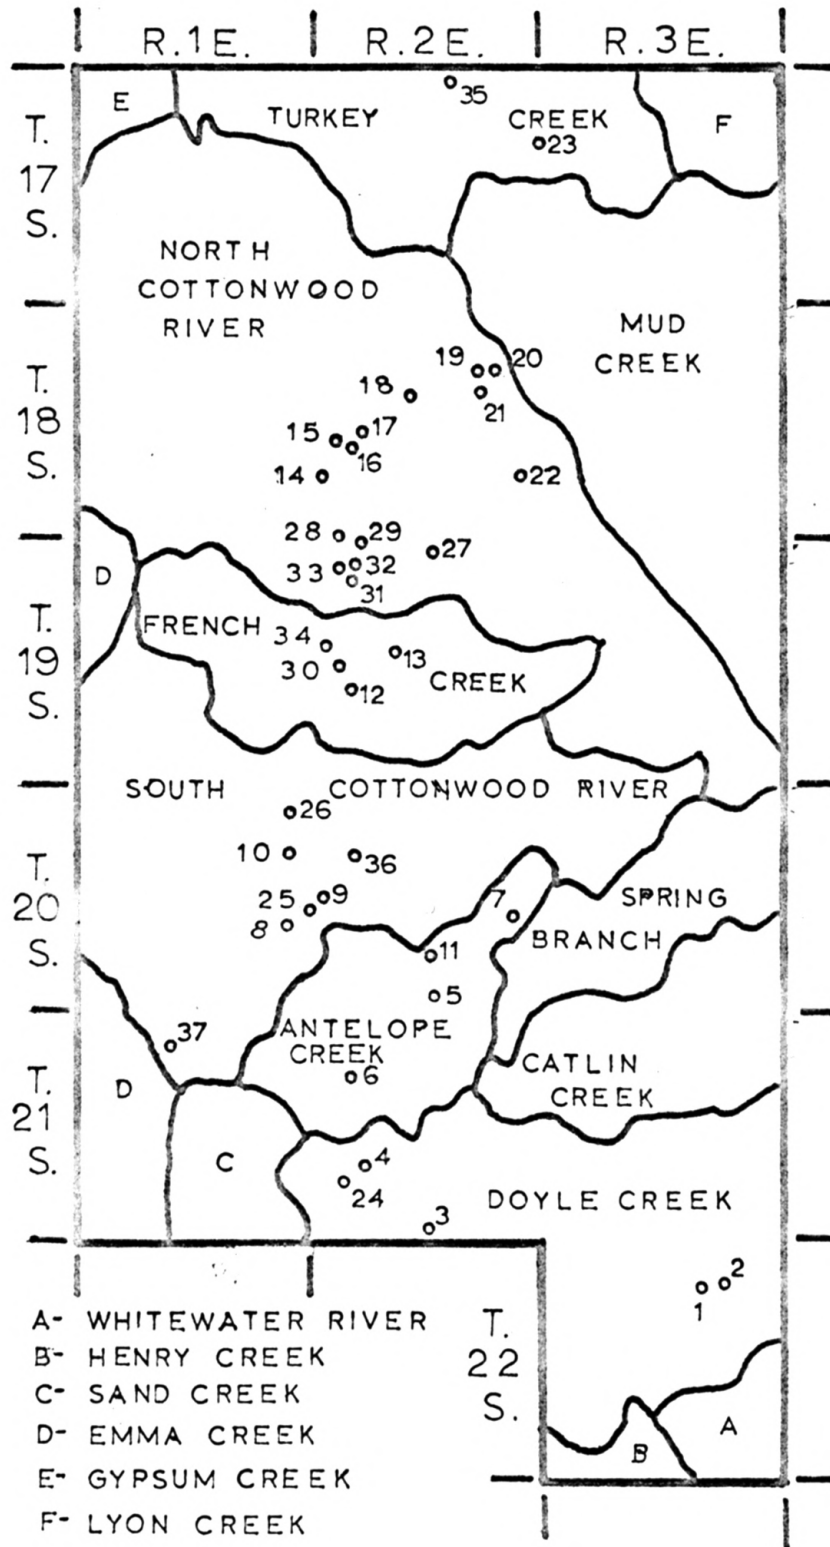 R.1E. R.2E. R.3E.
E
TURKEY
35
CREEK
F
T.
17
S.
23
NORTH
COTTONWOOD
RIVER
MUD
CREEK
19 20
T.
18
S.
18
21
15 17
16
14
22
28 29
27
33 32
31
D
T.
19
S.
FRENCH
34
13
30
CREEK
12
SOUTH COTTONWOOD RIVER
26
10
36
T.
20
S.
25 9
7
SPRING
8
BRANCH
11
5
37
ANTELOPE
CREEK
6
CATLIN
CREEK
T.
21
S.
D
C
4
24
DOYLE CREEK
3
2
1
A- WHITEWATER RIVER
B- HENRY CREEK
C- SAND CREEK
D- EMMA CREEK
E- GYPSUM CREEK
F- LYON CREEK
T.
22
S.
A
B